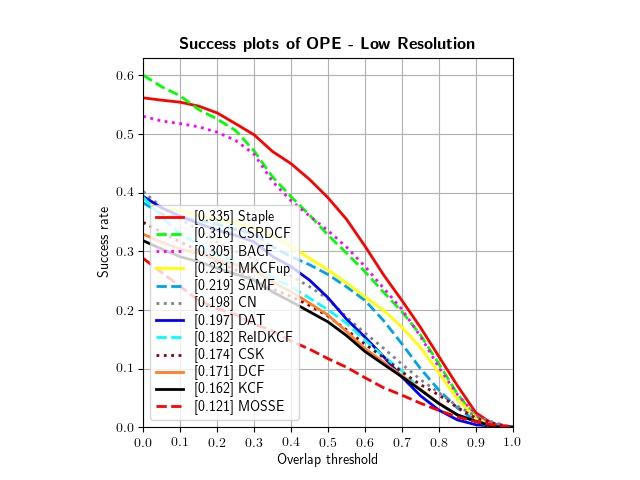 Success plots of OPE - Low Resolution
Success rate
0.6
0.5
0.4
0.3
0.2
0.1
0.0
[0.335] Staple
[0.316] CSRDCF
[0.305] BACF
[0.231] MKCFup
[0.219] SAMF
[0.198] CN
[0.197] DAT
[0.182] RelDKCF
[0.174] CSK
[0.171] DCF
[0.162] KCF
[0.121] MOSSE
0.0 0.1 0.2 0.3 0.4 0.5 0.6 0.7 0.8 0.9 1.0
Overlap threshold